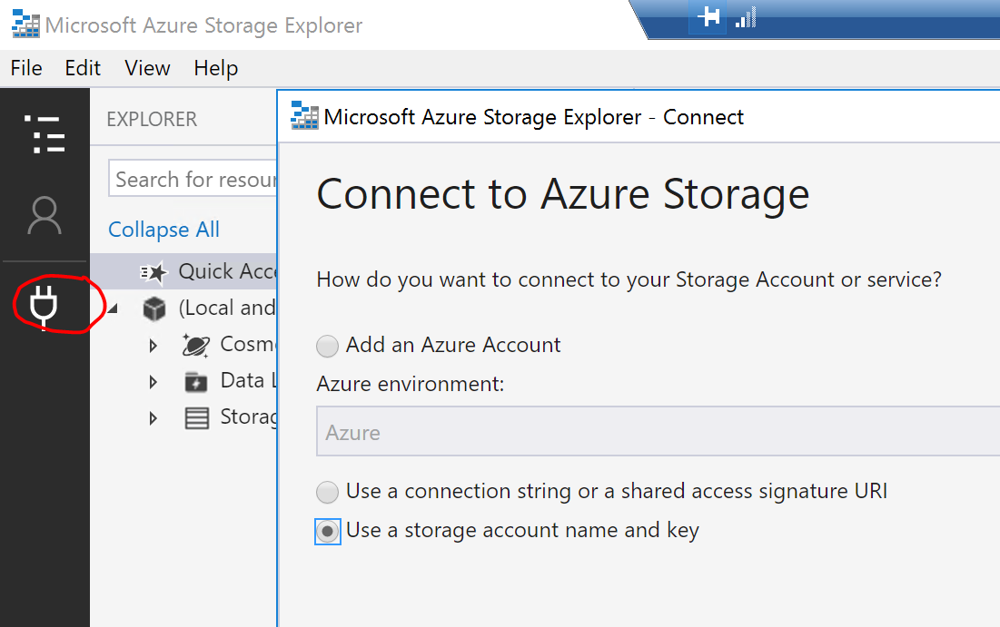 Microsoft Azure Storage Explorer
File Edit View Help
EXPLORER
Search for resour
Collapse All
Quick Acce
(Local and
Cosm
Data L
Storag
Microsoft Azure Storage Explorer - Connect
Connect to Azure Storage
How do you want to connect to your Storage Account or service?
Add an Azure Account
Azure environment:
Azure
Use a connection string or a shared access signature URI
Use a storage account name and key